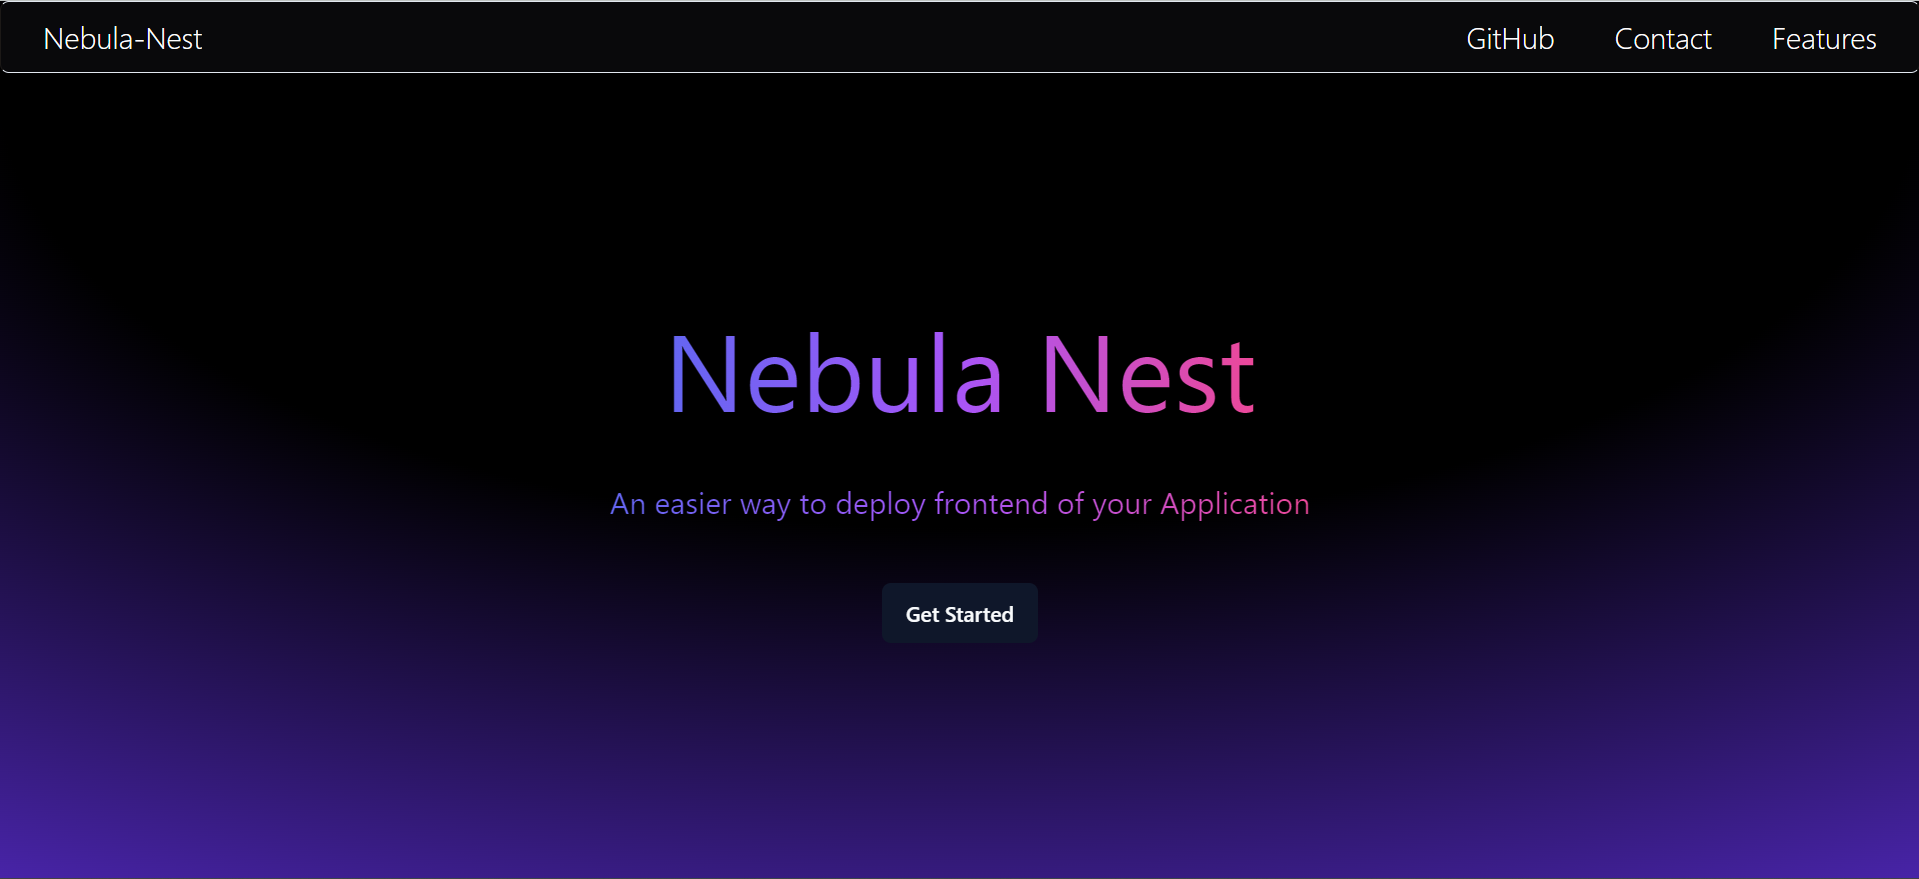 Nebula-Nest GitHub Contact Features
Nebula Nest
An easier way to deploy frontend of your Application
Get Started